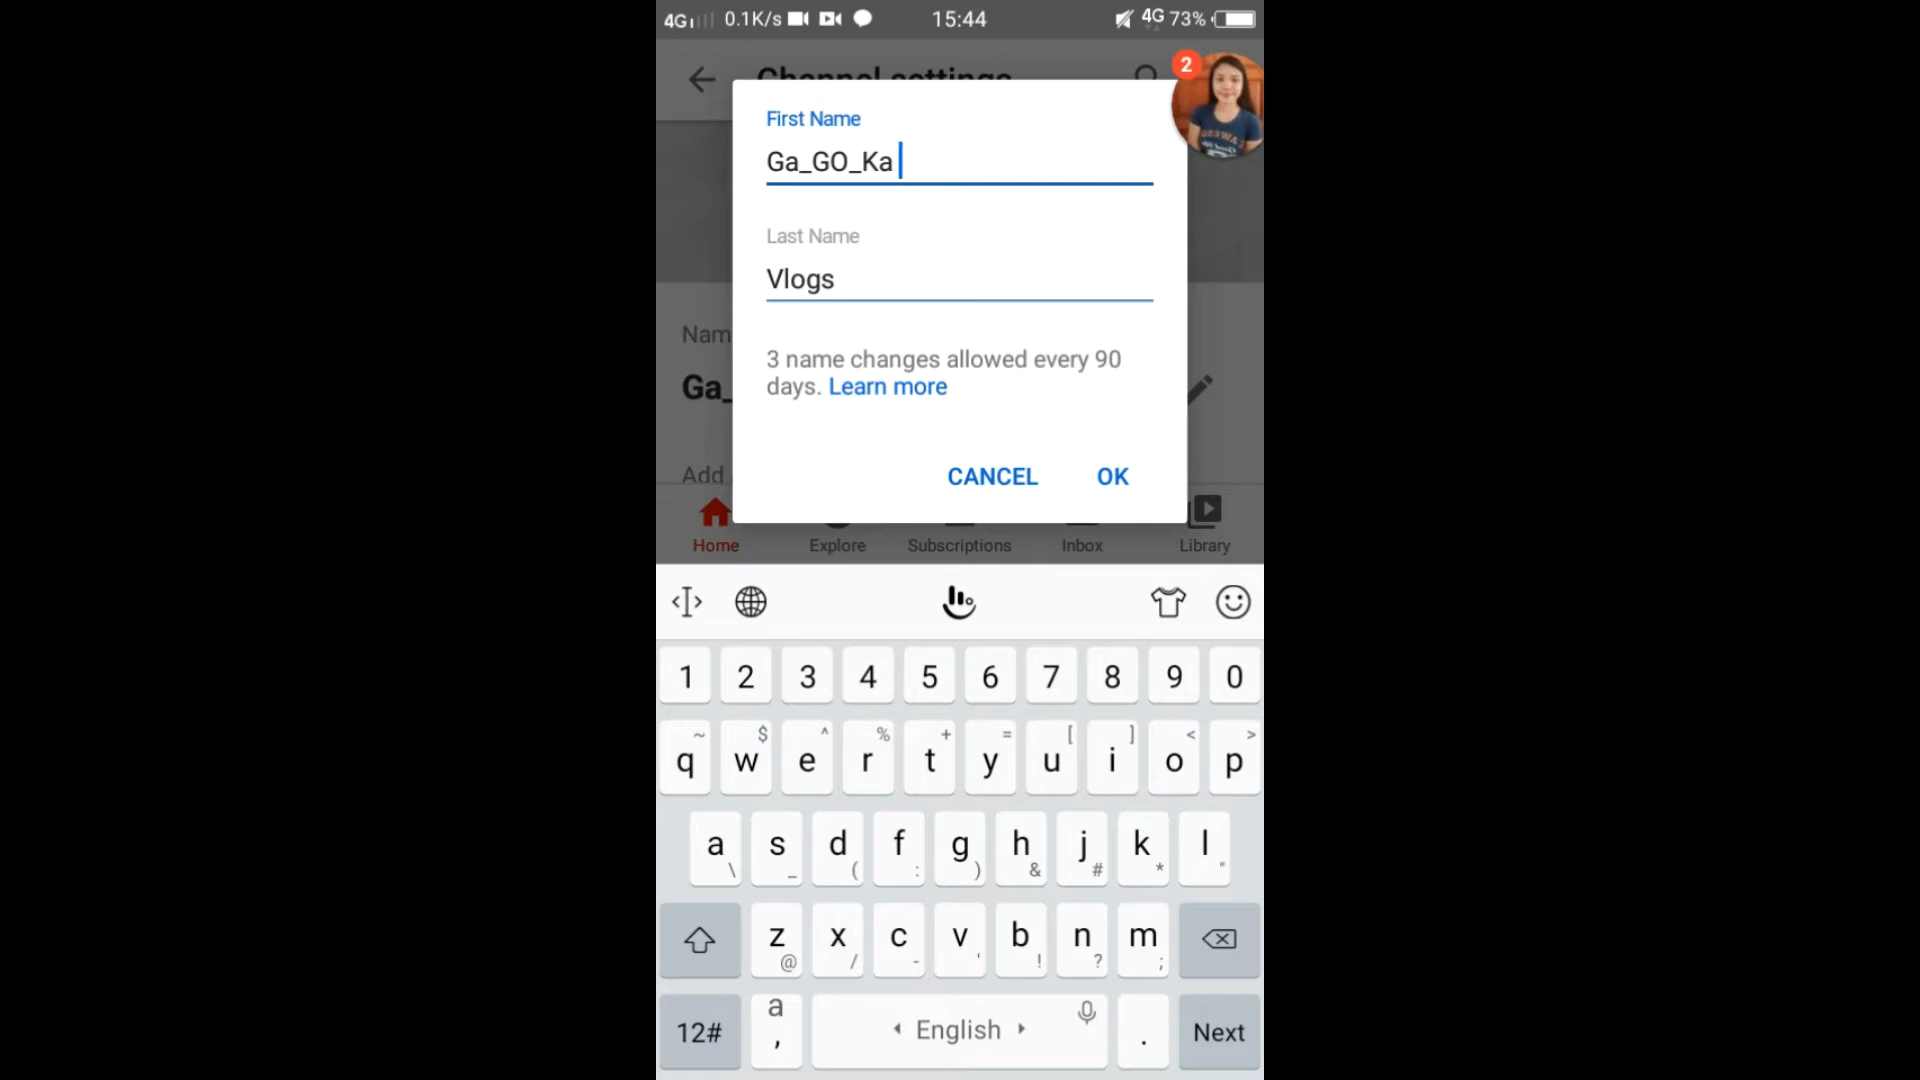 4G 0.1K/s 15:44 4G 73%
Channel settings
2
First Name
Ga_GO_Ka
Last Name
Vlogs
Nam
3 name changes allowed every 90
days. Learn more
Ga_
Add
CANCEL OK
Home Explore Subscriptions Inbox Library
1 2 3 4 5 6 7 8 9 0
~ $ ^ % + = [ ] < >
q w e r t y u i o p
a s d f g h j k l
\ _ ( : ) & # * "
z x c v b n m
@ / - ' ! ? ;
12# a , English . Next